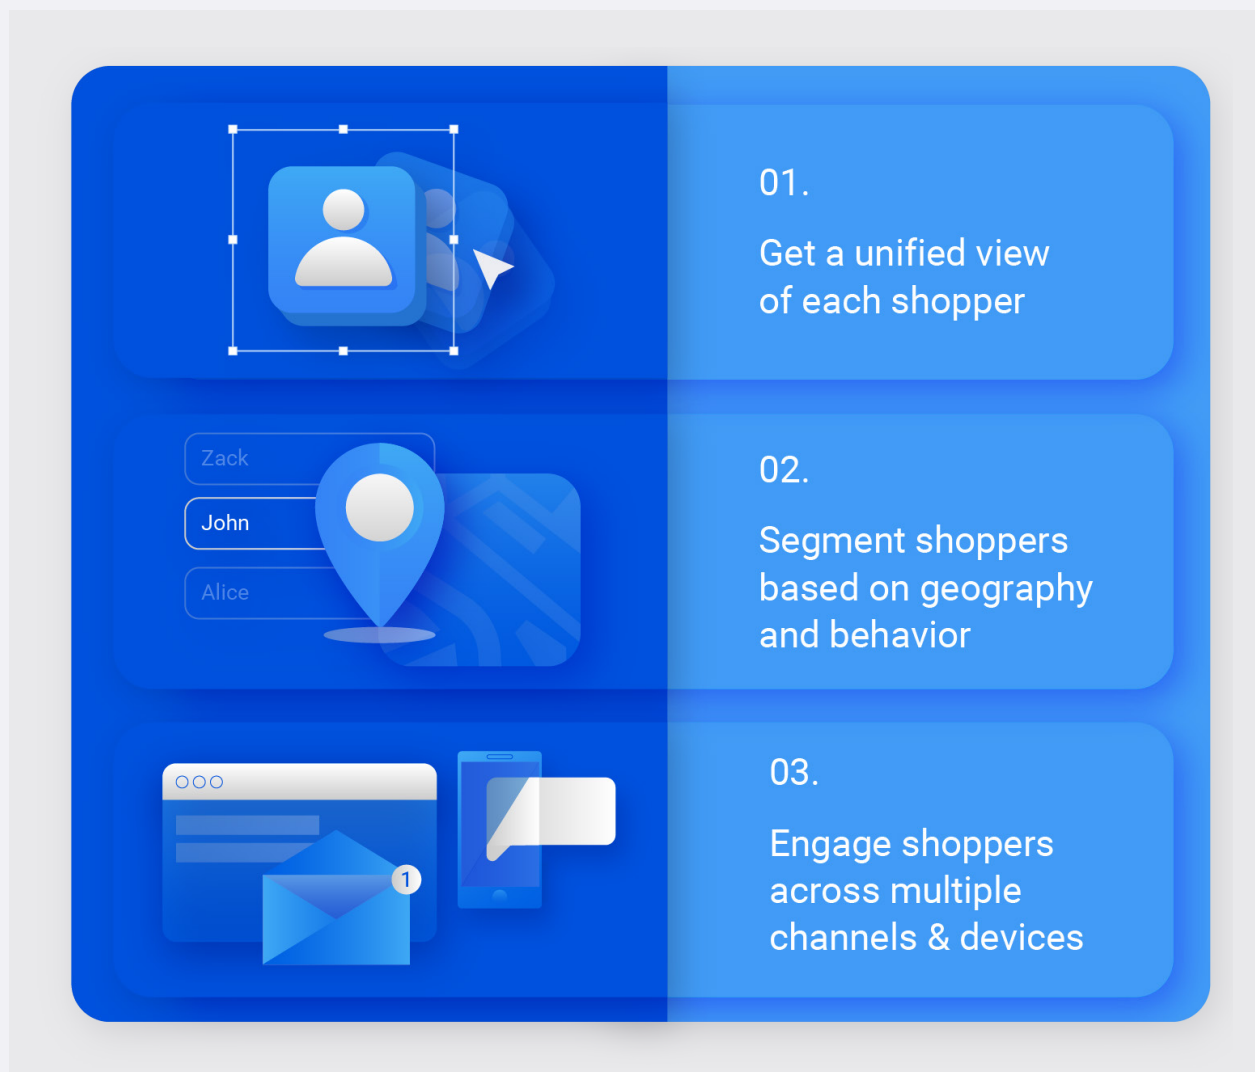 01.
Get a unified view
of each shopper
Zack
John
Alice
02.
Segment shoppers
based on geography
and behavior
1
03.
Engage shoppers
across multiple
channels & devices